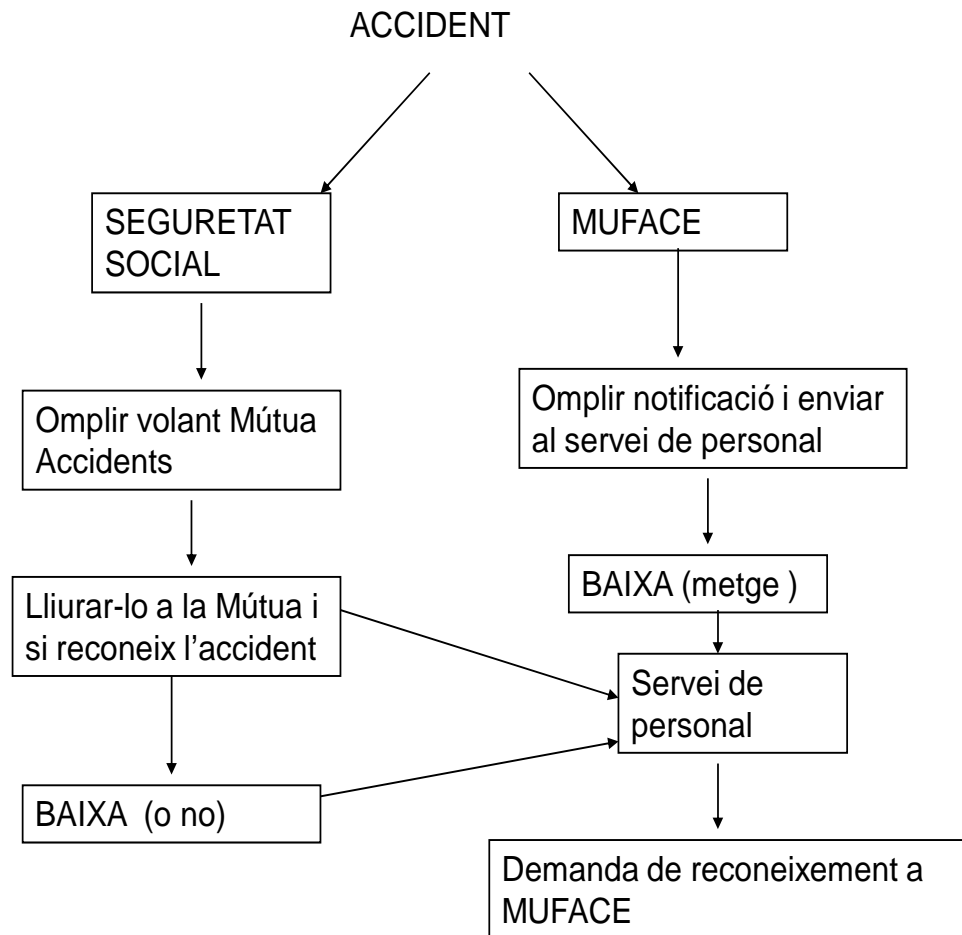 ACCIDENT
SEGURETAT
SOCIAL
MUFACE
Omplir volant Mútua
Accidents
Omplir notificació i enviar
al servei de personal
Lliurar-lo a la Mútua i
si reconeix l’accident
BAIXA (metge )
Servei de
personal
BAIXA  (o no)
Demanda de reconeixement a
MUFACE